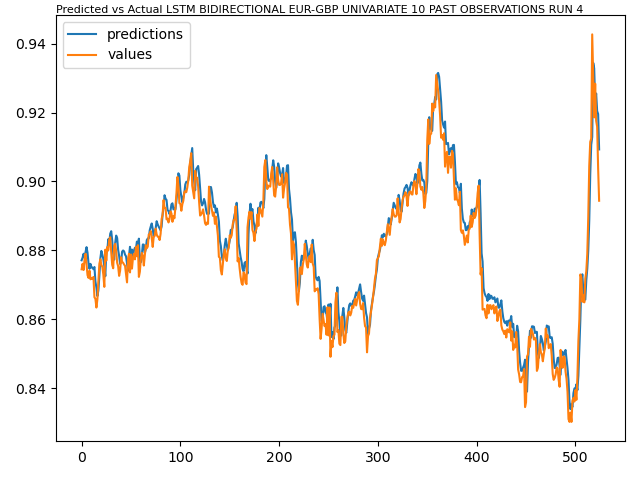 Predicted vs Actual LSTM BIDIRECTIONAL EUR-GBP UNIVARIATE 10 PAST OBSERVATIONS RUN 4
predictions
values
0.94
0.92
0.90
0.88
0.86
0.84
0 100 200 300 400 500